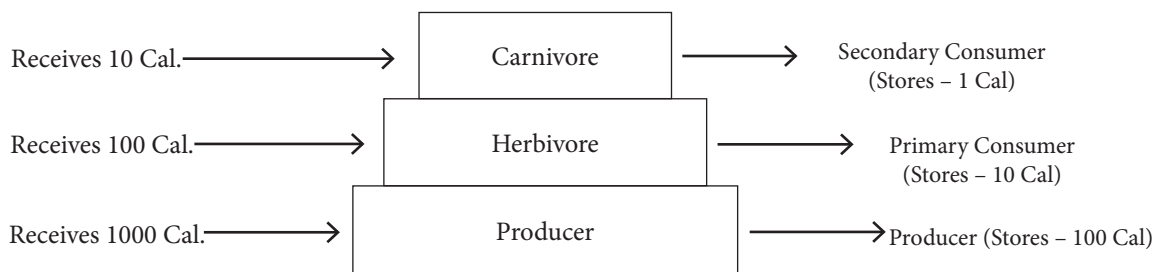 Receives 10 Cal.
Carnivore
Secondary Consumer
(Stores – 1 Cal)
Receives 100 Cal.
Herbivore
Primary Consumer
(Stores – 10 Cal)
Receives 1000 Cal.
Producer
Producer (Stores – 100 Cal)